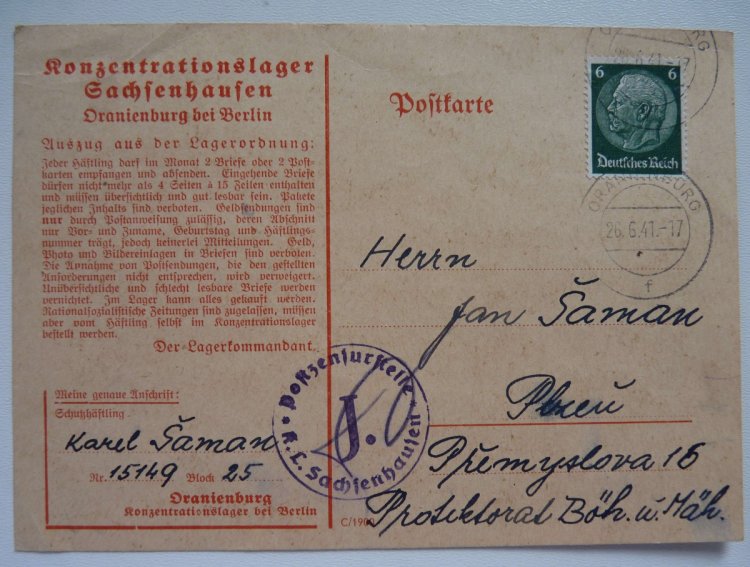 Konzentrationslager
Sachsenhausen
Oranienburg bei Berlin
Auszug aus der Lagerordnung:
Jeder Häftling darf im Monat 2 Briefe oder 2 Post-
karten empfangen und absenden. Eingehende Briefe
dürfen nicht mehr als 4 Seiten à 15 Zeilen enthalten
und müssen übersichtlich und gut lesbar sein. Pakete
jeglichen Inhalts sind verboten. Geldsendungen sind
nur durch Postanweisung zulässig, deren Abschnitt
nur Vor- und Zuname, Geburtstag und Häftlings-
nummer trägt, jedoch keinerlei Mitteilungen. Geld,
Photo und Bildereinlagen in Briefen sind verboten.
Die Annahme von Postsendungen, die den gestellten
Anforderungen nicht entsprechen, wird verweigert.
Unübersichtliche und schlecht lesbare Briefe werden
vernichtet. Im Lager kann alles gekauft werden.
Nationalsozialistische Zeitungen sind zugelassen, müssen
aber vom Häftling selbst im Konzentrationslager
bestellt werden.
Der Lagerkommandant.
Meine genaue Anschrift:
Schutzhäftling
Karel Šaman
Nr. 15149 Block 25
Oranienburg
Konzentrationslager bei Berlin
Postkarte
6 6
Deutsches Reich
ORANIENBURG
26.6.41.-17
f
Herrn
Jan Šaman
Plzeň
Přemyslova 16
Protektorat Böh. u. Mäh.
Postzensurstelle
J.
K.L. Sachsenhausen